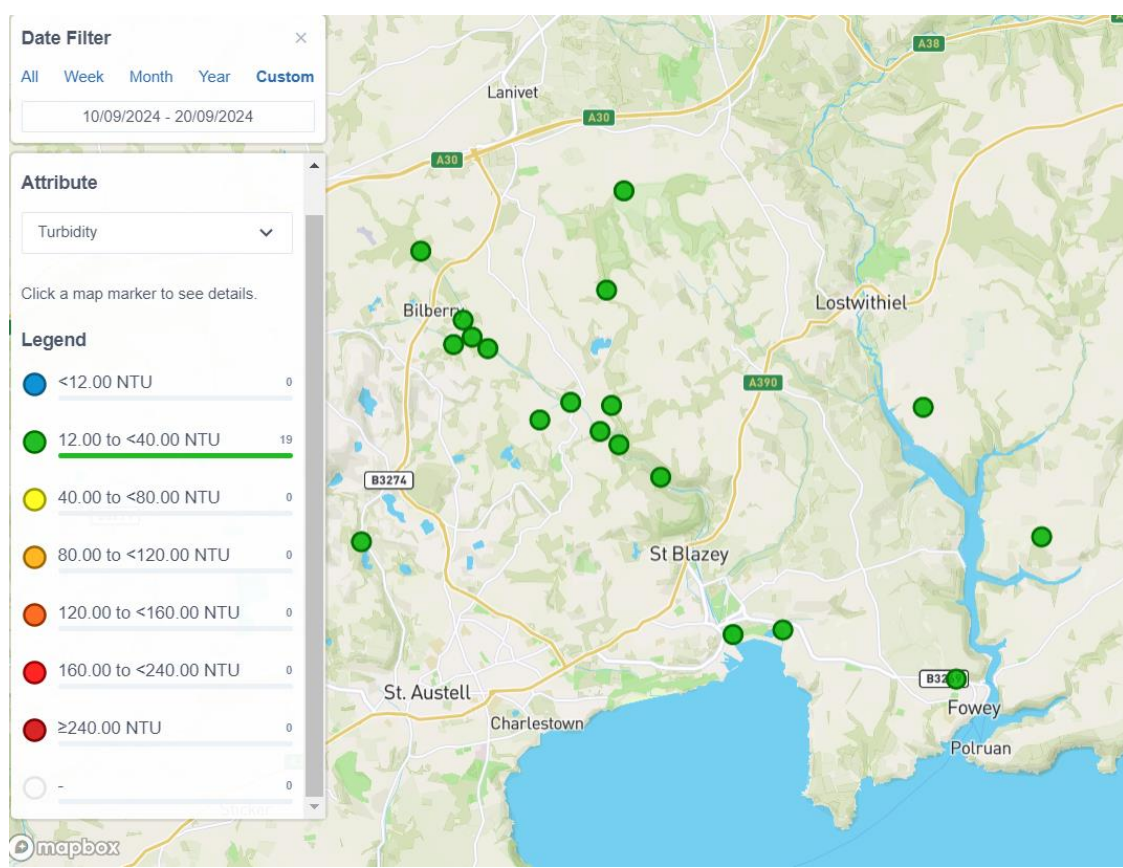 Date Filter ×
All Week Month Year Custom
10/09/2024 - 20/09/2024
Attribute
Turbidity
Click a map marker to see details.
Legend
<12.00 NTU 0
12.00 to <40.00 NTU 19
40.00 to <80.00 NTU 0
80.00 to <120.00 NTU 0
120.00 to <160.00 NTU 0
160.00 to <240.00 NTU 0
≥240.00 NTU 0
- 0
mapbox
A38
Lanivet
A30
A30
Bilberry
Lostwithiel
A390
B3274
St Blazey
St. Austell
Charlestown
Fowey
Polruan